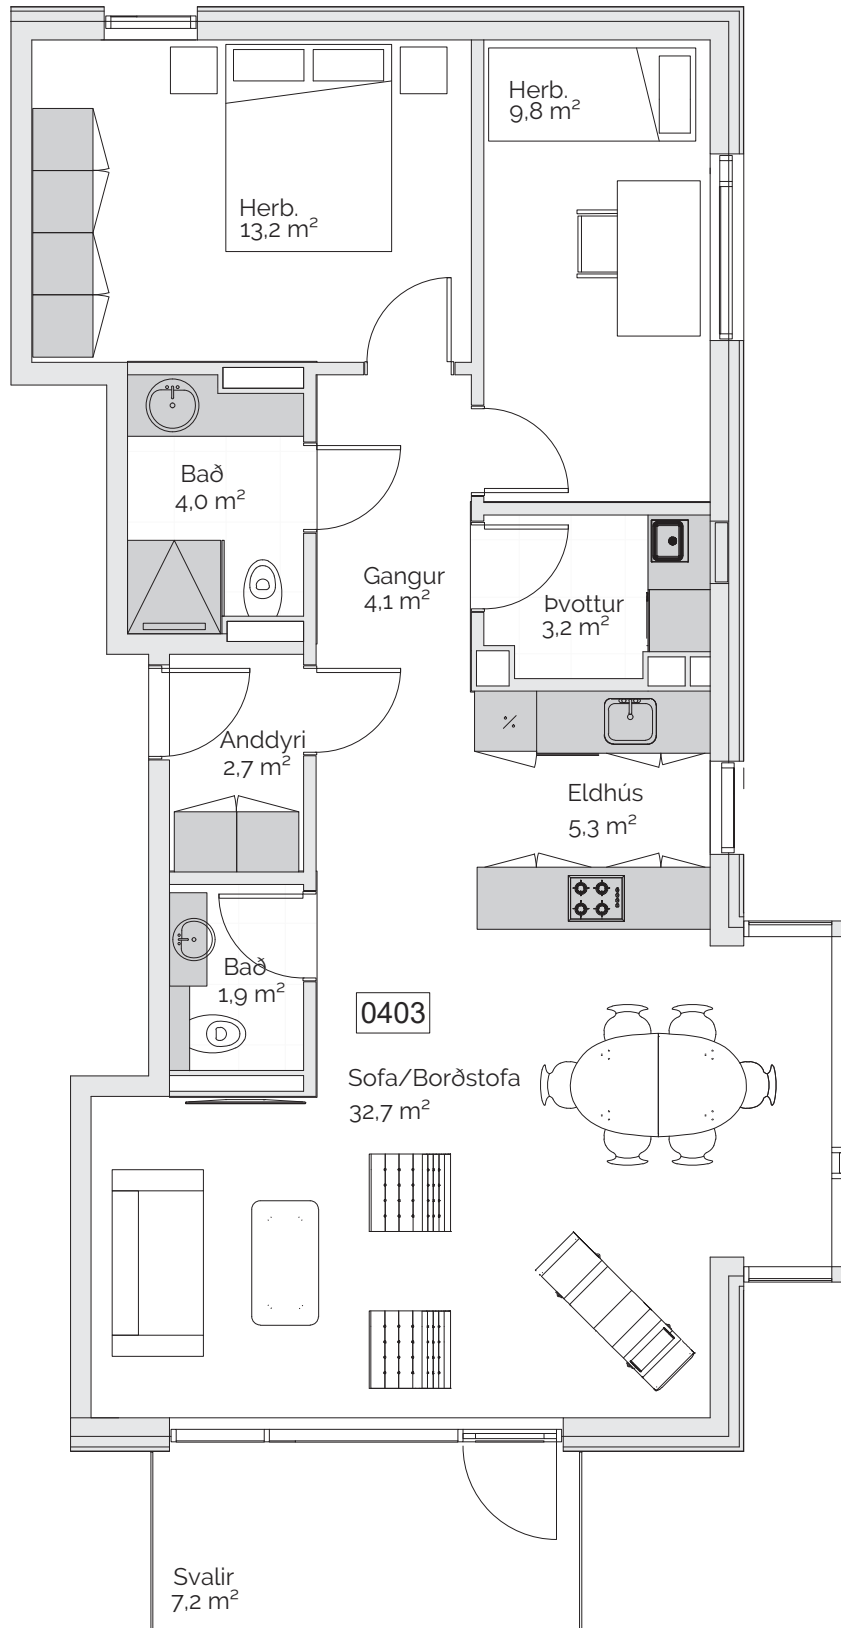 Herb.
9,8 m²
Herb.
13,2 m²
Bað
4,0 m²
Gangur
4,1 m²
Þvottur
3,2 m²
Anddyri
2,7 m²
Eldhús
5,3 m²
Bað
1,9 m²
0403
Sofa/Borðstofa
32,7 m²
Svalir
7,2 m²